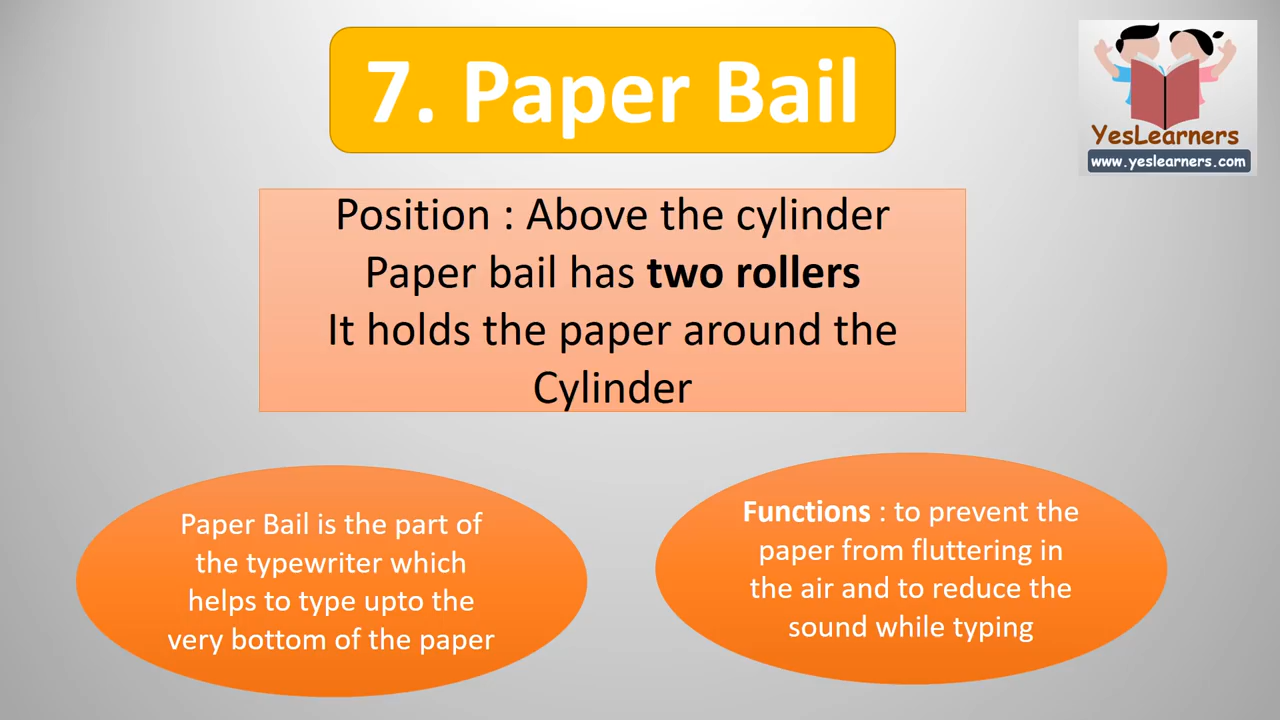 7. Paper Bail
YesLearners
www.yeslearners.com
Position : Above the cylinder
Paper bail has two rollers
It holds the paper around the
Cylinder
Paper Bail is the part of
the typewriter which
helps to type upto the
very bottom of the paper
Functions : to prevent the
paper from fluttering in
the air and to reduce the
sound while typing